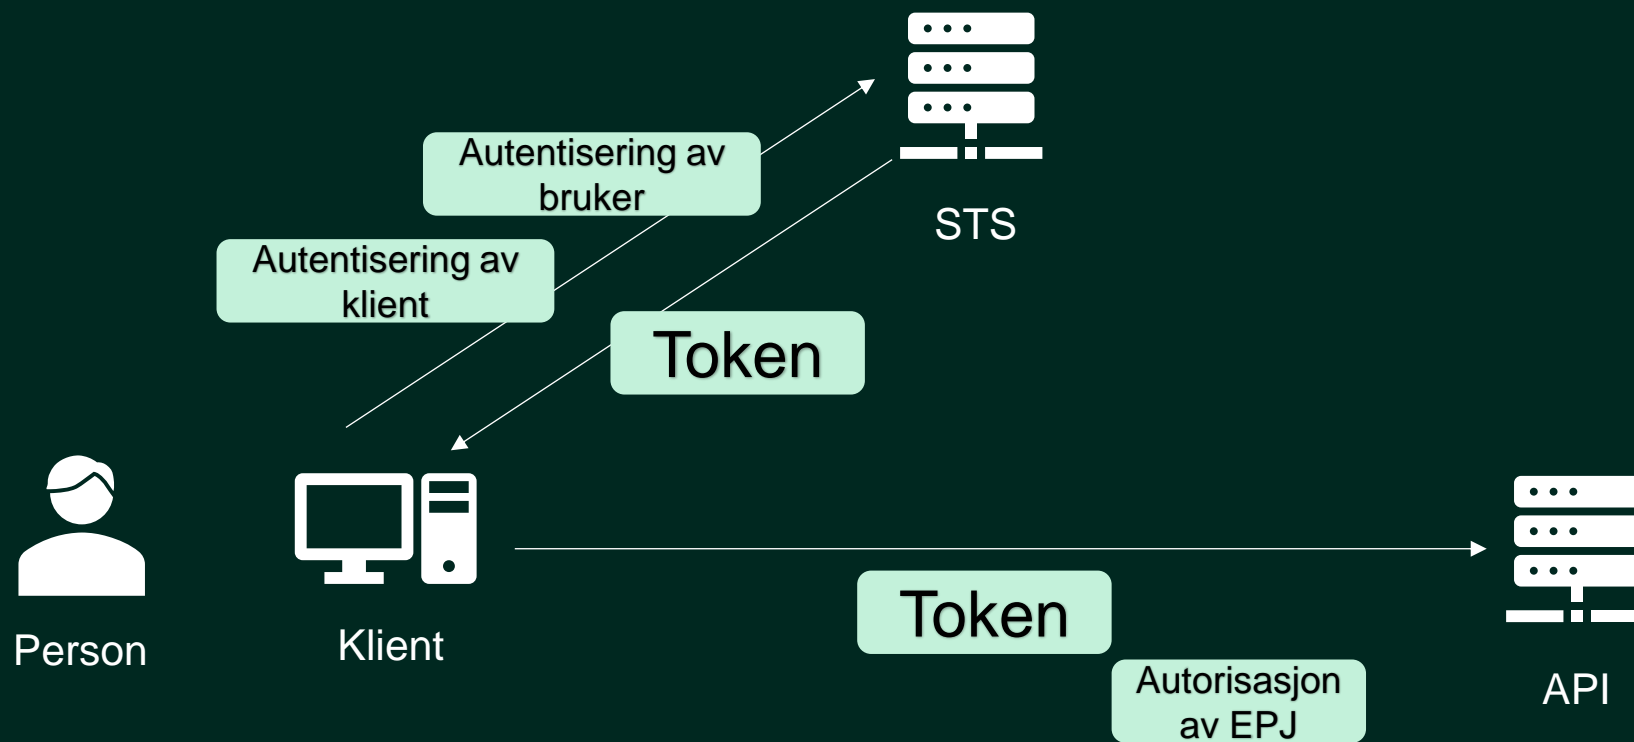 Autentisering av
bruker
STS
Autentisering av
klient
Token
Person
Klient
Token
Autorisasjon
av EPJ
API